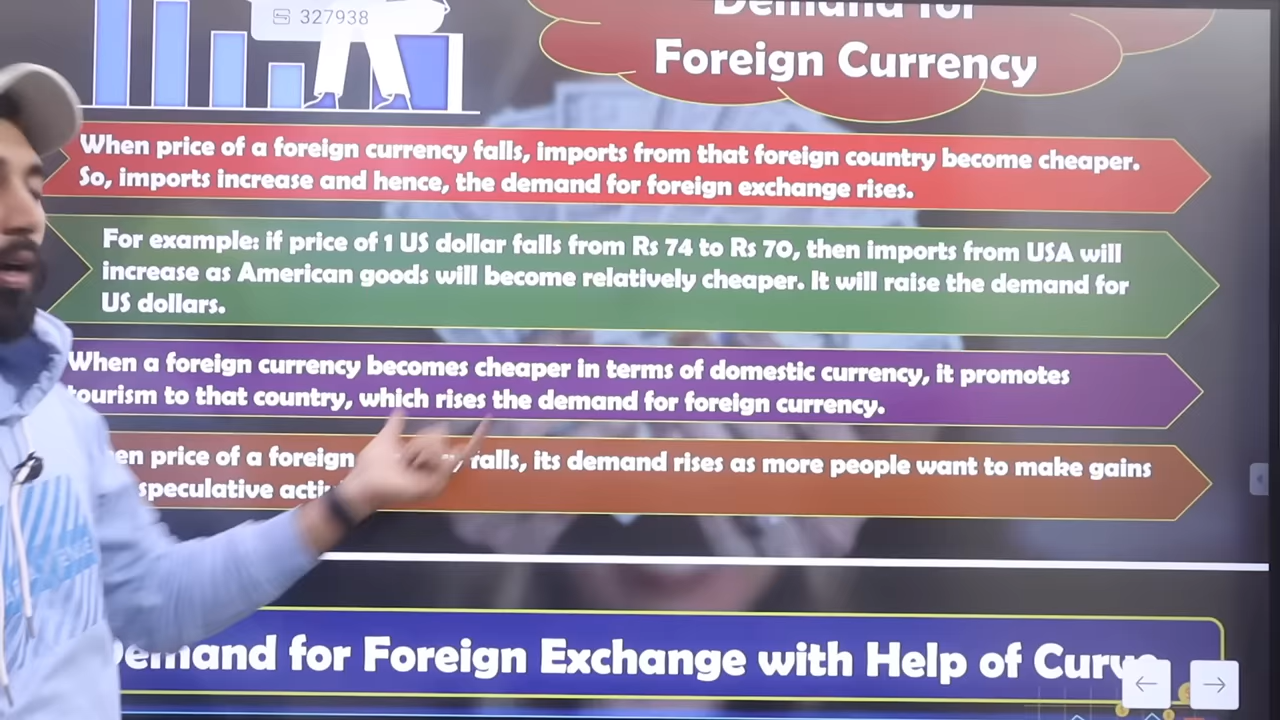 327938
Demand for
Foreign Currency
When price of a foreign currency falls, imports from that foreign country become cheaper.
So, imports increase and hence, the demand for foreign exchange rises.
For example: if price of 1 US dollar falls from Rs 74 to Rs 70, then imports from USA will
increase as American goods will become relatively cheaper. It will raise the demand for
US dollars.
When a foreign currency becomes cheaper in terms of domestic currency, it promotes
tourism to that country, which rises the demand for foreign currency.
price of a foreign falls, its demand rises as more people want to make gains
speculative
Demand for Foreign Exchange with Help of Curve